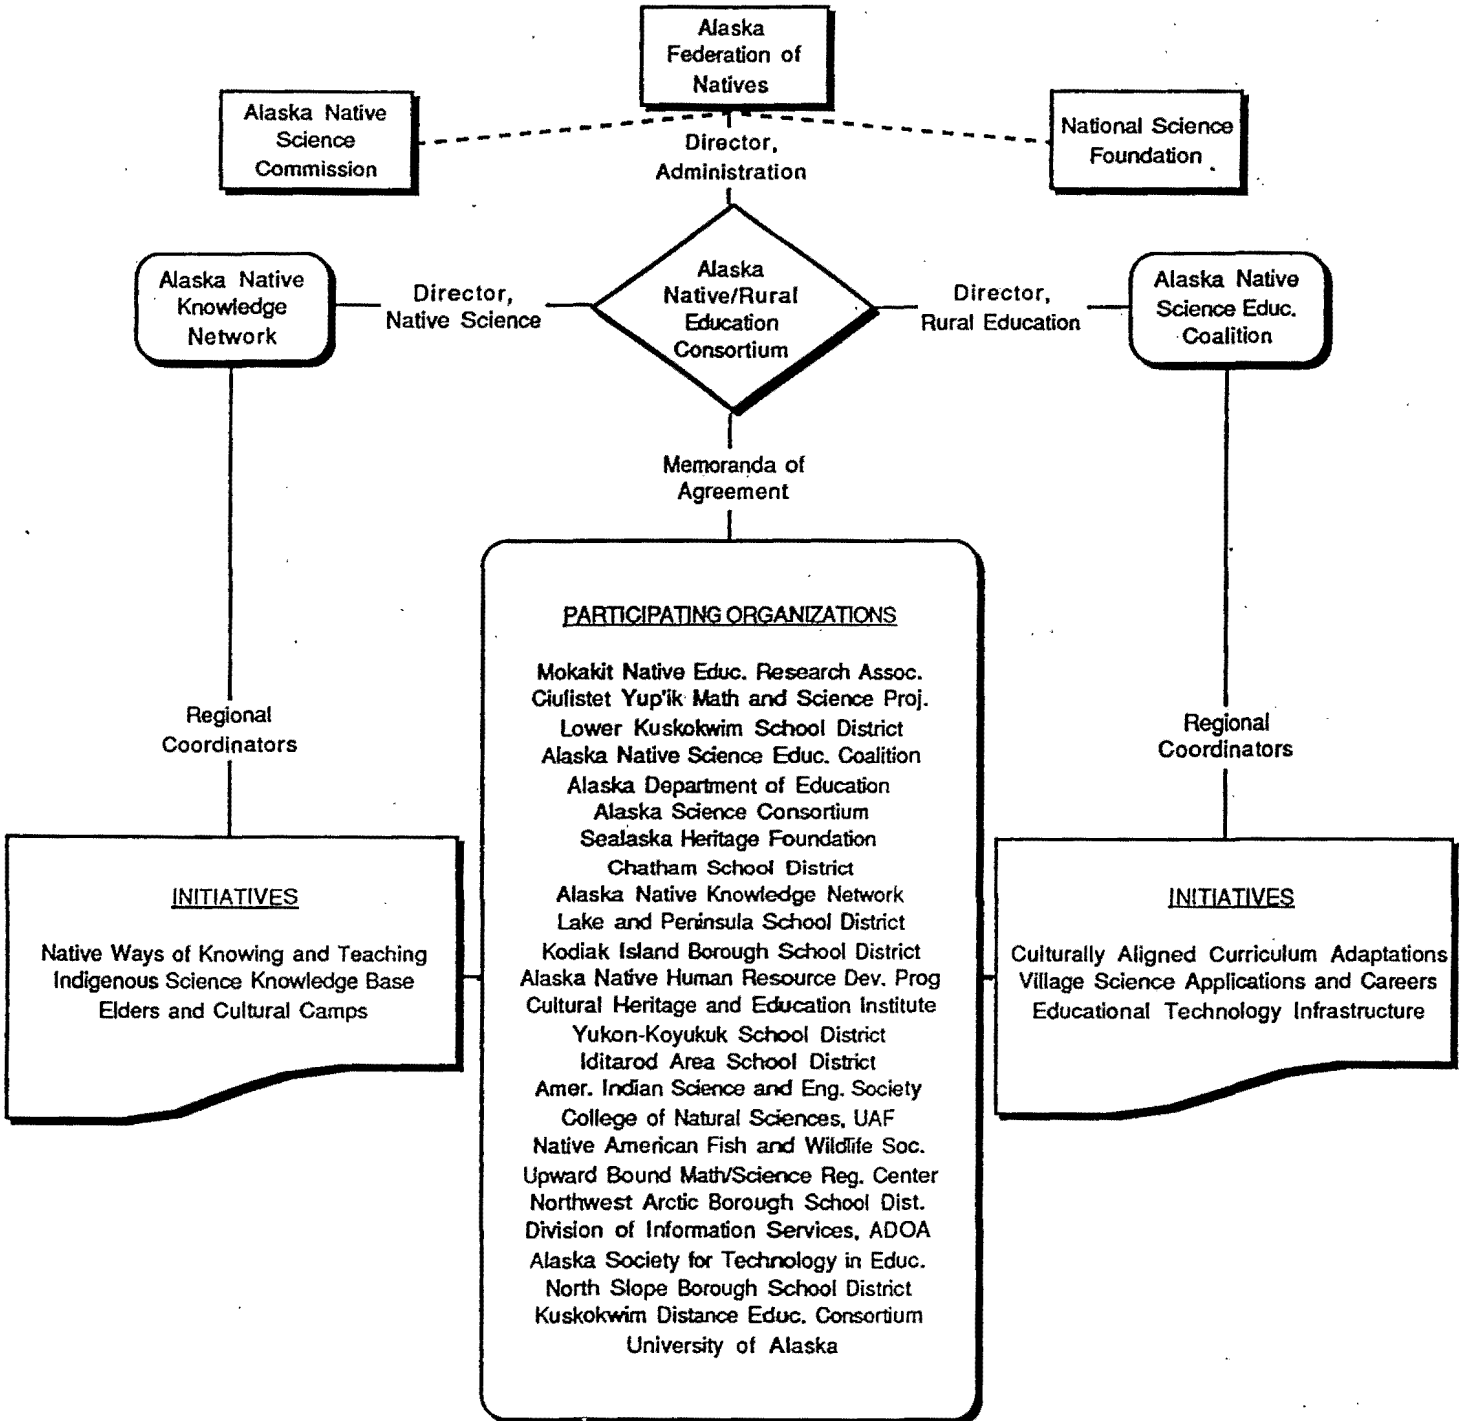 Alaska
Federation of
Natives
Alaska Native
Science
Commission
National Science
Foundation
Director,
Administration
Alaska Native
Knowledge
Network
Director,
Native Science
Alaska
Native/Rural
Education
Consortium
Director,
Rural Education
Alaska Native
Science Educ.
Coalition
Memoranda of
Agreement
Regional
Coordinators
Regional
Coordinators
INITIATIVES
Native Ways of Knowing and Teaching
Indigenous Science Knowledge Base
Elders and Cultural Camps
PARTICIPATING ORGANIZATIONS
Mokakit Native Educ. Research Assoc.
Ciulistet Yup'ik Math and Science Proj.
Lower Kuskokwim School District
Alaska Native Science Educ. Coalition
Alaska Department of Education
Alaska Science Consortium
Sealaska Heritage Foundation
Chatham School District
Alaska Native Knowledge Network
Lake and Peninsula School District
Kodiak Island Borough School District
Alaska Native Human Resource Dev. Prog
Cultural Heritage and Education Institute
Yukon-Koyukuk School District
Iditarod Area School District
Amer. Indian Science and Eng. Society
College of Natural Sciences, UAF
Native American Fish and Wildlife Soc.
Upward Bound Math/Science Reg. Center
Northwest Arctic Borough School Dist.
Division of Information Services, ADOA
Alaska Society for Technology in Educ.
North Slope Borough School District
Kuskokwim Distance Educ. Consortium
University of Alaska
INITIATIVES
Culturally Aligned Curriculum Adaptations
Village Science Applications and Careers
Educational Technology Infrastructure